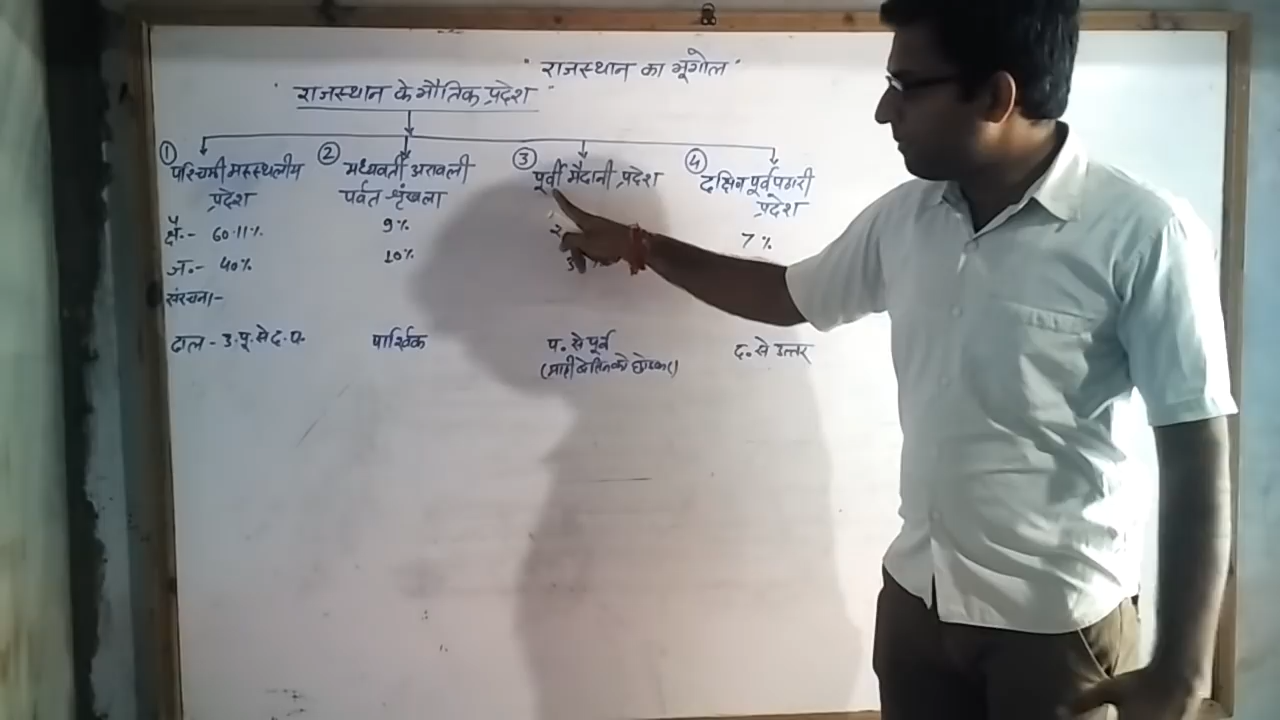 " राजस्थान का भूगोल "
" राजस्थान के भौतिक प्रदेश "
① पश्चिमी मरुस्थलीय ② मध्यवर्ती अरावली ③ पूर्वी मैदानी प्रदेश ④ दक्षिन पूर्व पठारी
प्रदेश पर्वत श्रृंखला प्रदेश
क्षै.- 60.11% 9% 7%
ज.- 40% 10%
संरचना-
ढाल - उ.पू. से द.प. पार्श्विक प. से पूर्व द. से उत्तर
(माही बेसिन को छोडकर)